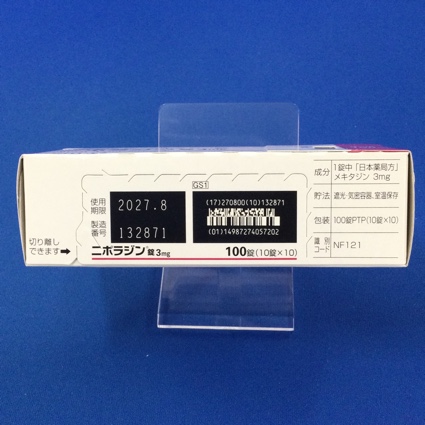 切り離し
できます➡
使用
期限
2027.8
製造
番号
132871
ニポラジン®錠3mg
GS1
(17)270800(10)132871
(01)14987274057202
100錠(10錠×10)
成分
1錠中「日本薬局方」
メキタジン 3mg
貯法
遮光・気密容器、室温保存
包装
100錠PTP(10錠×10)
識別
コード
NF121